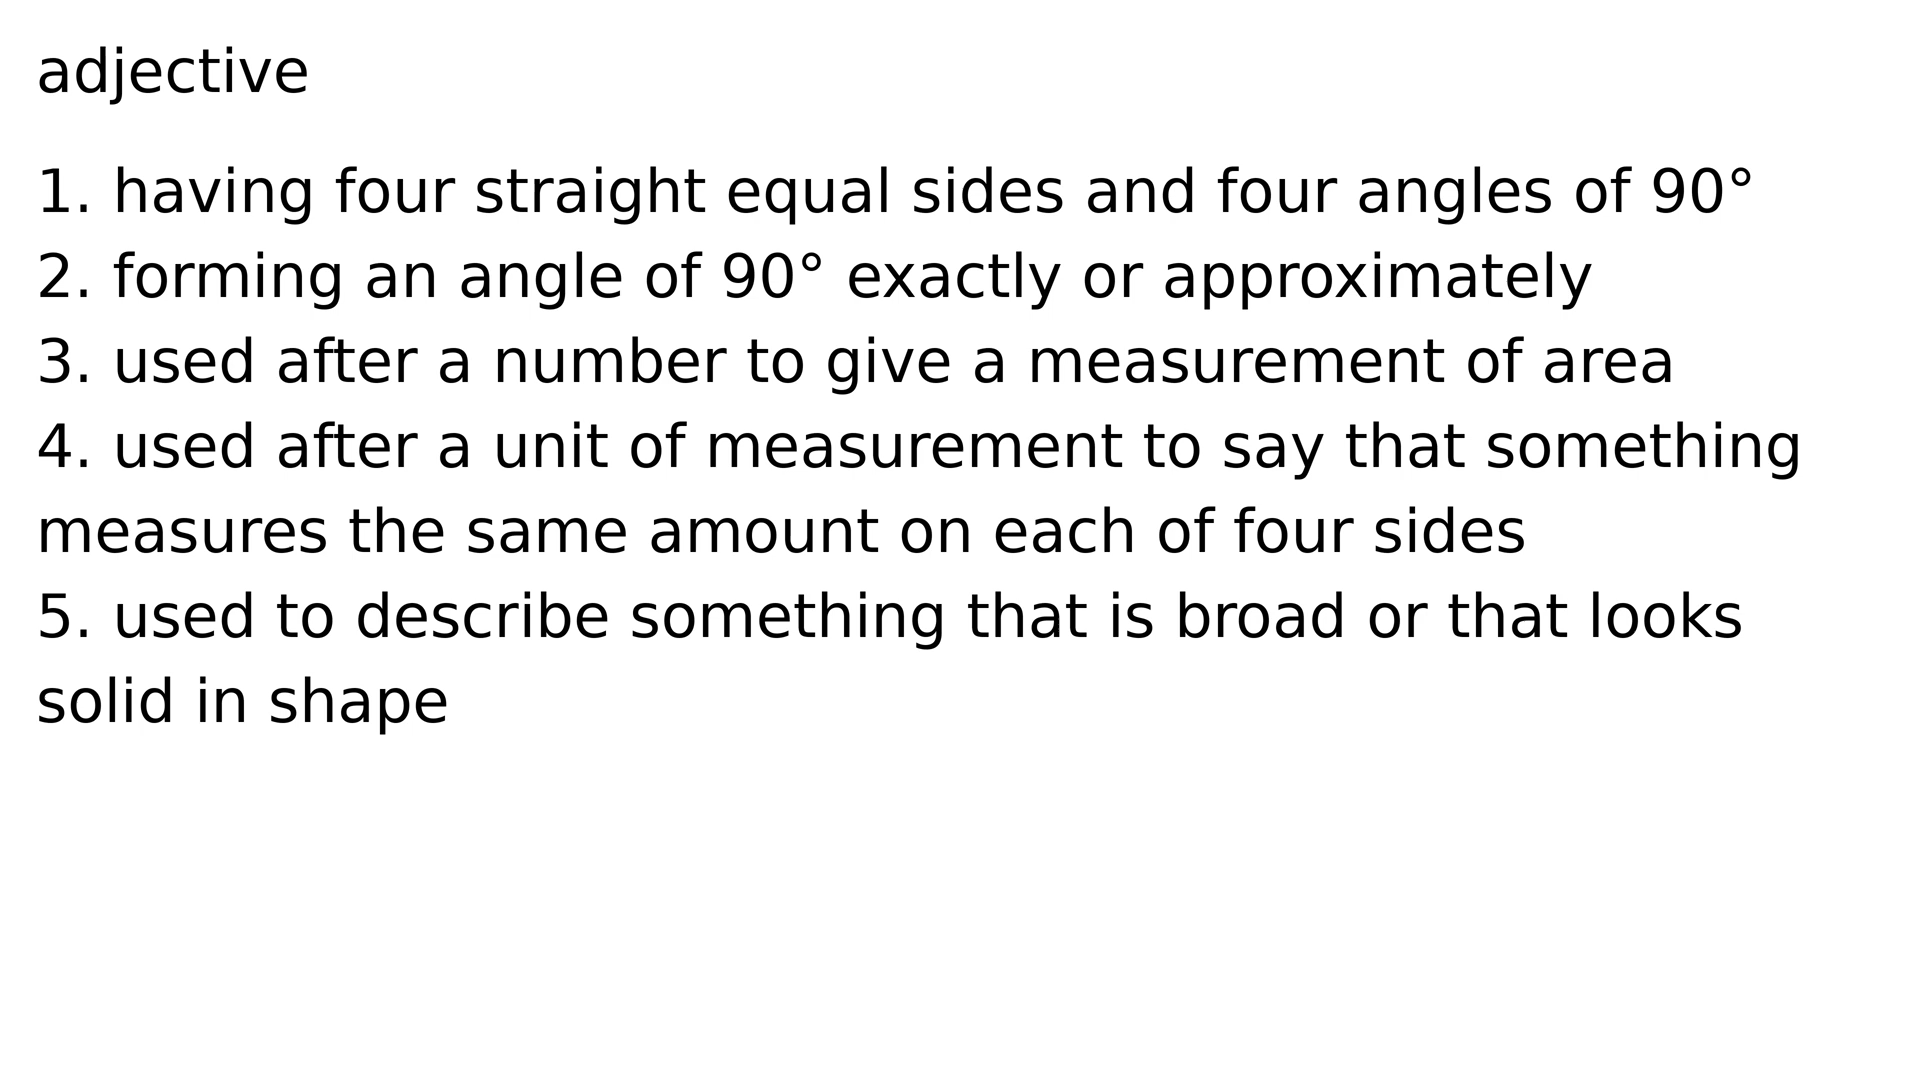 adjective
1. having four straight equal sides and four angles of 90°
2. forming an angle of 90° exactly or approximately
3. used after a number to give a measurement of area
4. used after a unit of measurement to say that something
measures the same amount on each of four sides
5. used to describe something that is broad or that looks
solid in shape